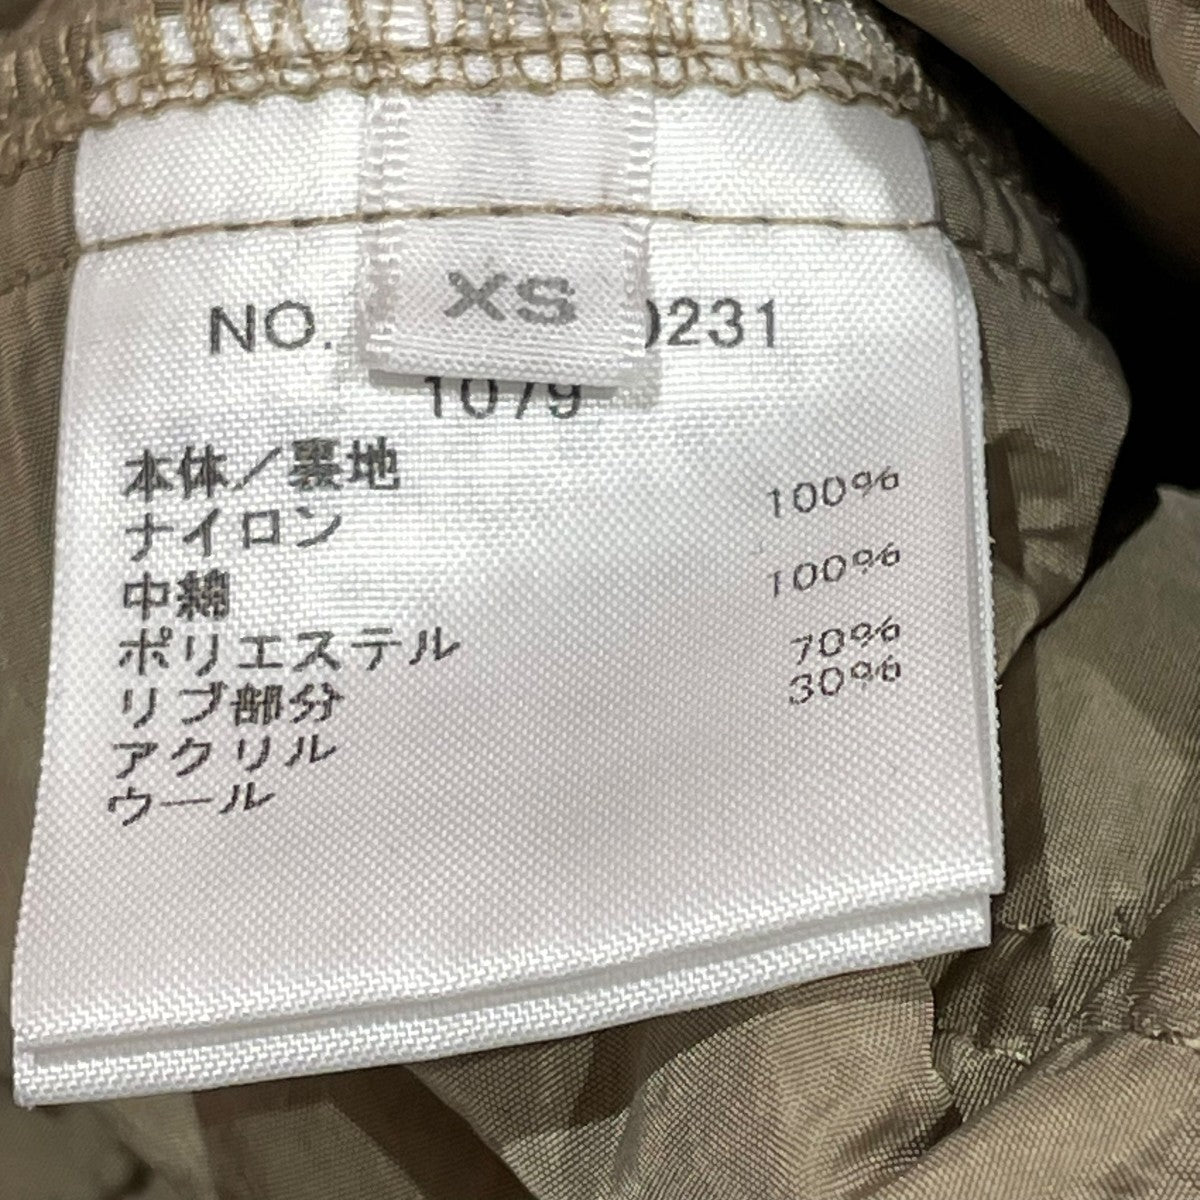 XS
NO. 0231
1079
本体/裏地
ナイロン 100%
中綿
ポリエステル 100%
リブ部分
アクリル 70%
ウール 30%